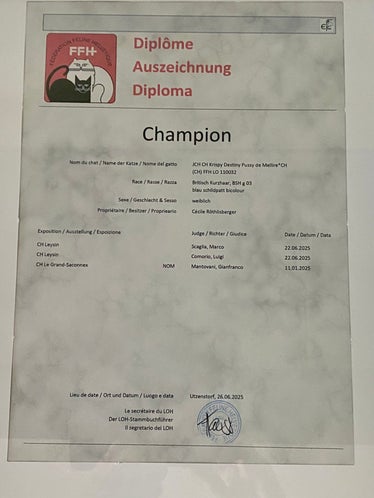 FEDERATION FELINE HELVETIQUE
FFH
Diplôme
Auszeichnung
Diploma
Champion
Nom du chat / Name der Katze / Nome del gatto JCH CH Krispy Destiny Pussy de Mellire*CH
(CH) FFH LO 110032
Race / Rasse / Razza Britisch Kurzhaar, BSH g 03
blau schildpatt bicolour
Sexe / Geschlecht & Sesso weiblich
Propriétaire / Besitzer / Proprieario Cécile Röthlisberger
Exposition / Ausstellung / Esposizione Judge / Richter / Giudice Date / Datum / Data
CH Leysin Scaglia, Marco 22.06.2025
CH Leysin Comorio, Luigi 22.06.2025
CH Le Grand-Saconnex NOM Mantovani, Gianfranco 11.01.2025
Lieu de date / Ort und Datum / Luogo e data Utzenstorf, 26.06.2025
Le secrétaire du LOH
Der LOH-Stammbuchführer
Il segretario del LOH